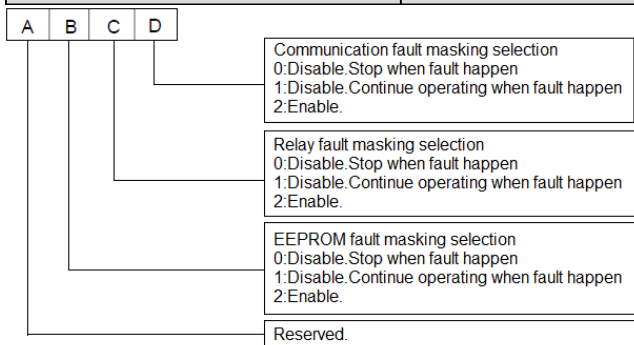 A B C D
Communication fault masking selection
0:Disable.Stop when fault happen
1:Disable.Continue operating when fault happen
2:Enable.
Relay fault masking selection
0:Disable.Stop when fault happen
1:Disable.Continue operating when fault happen
2:Enable.
EEPROM fault masking selection
0:Disable.Stop when fault happen
1:Disable.Continue operating when fault happen
2:Enable.
Reserved.